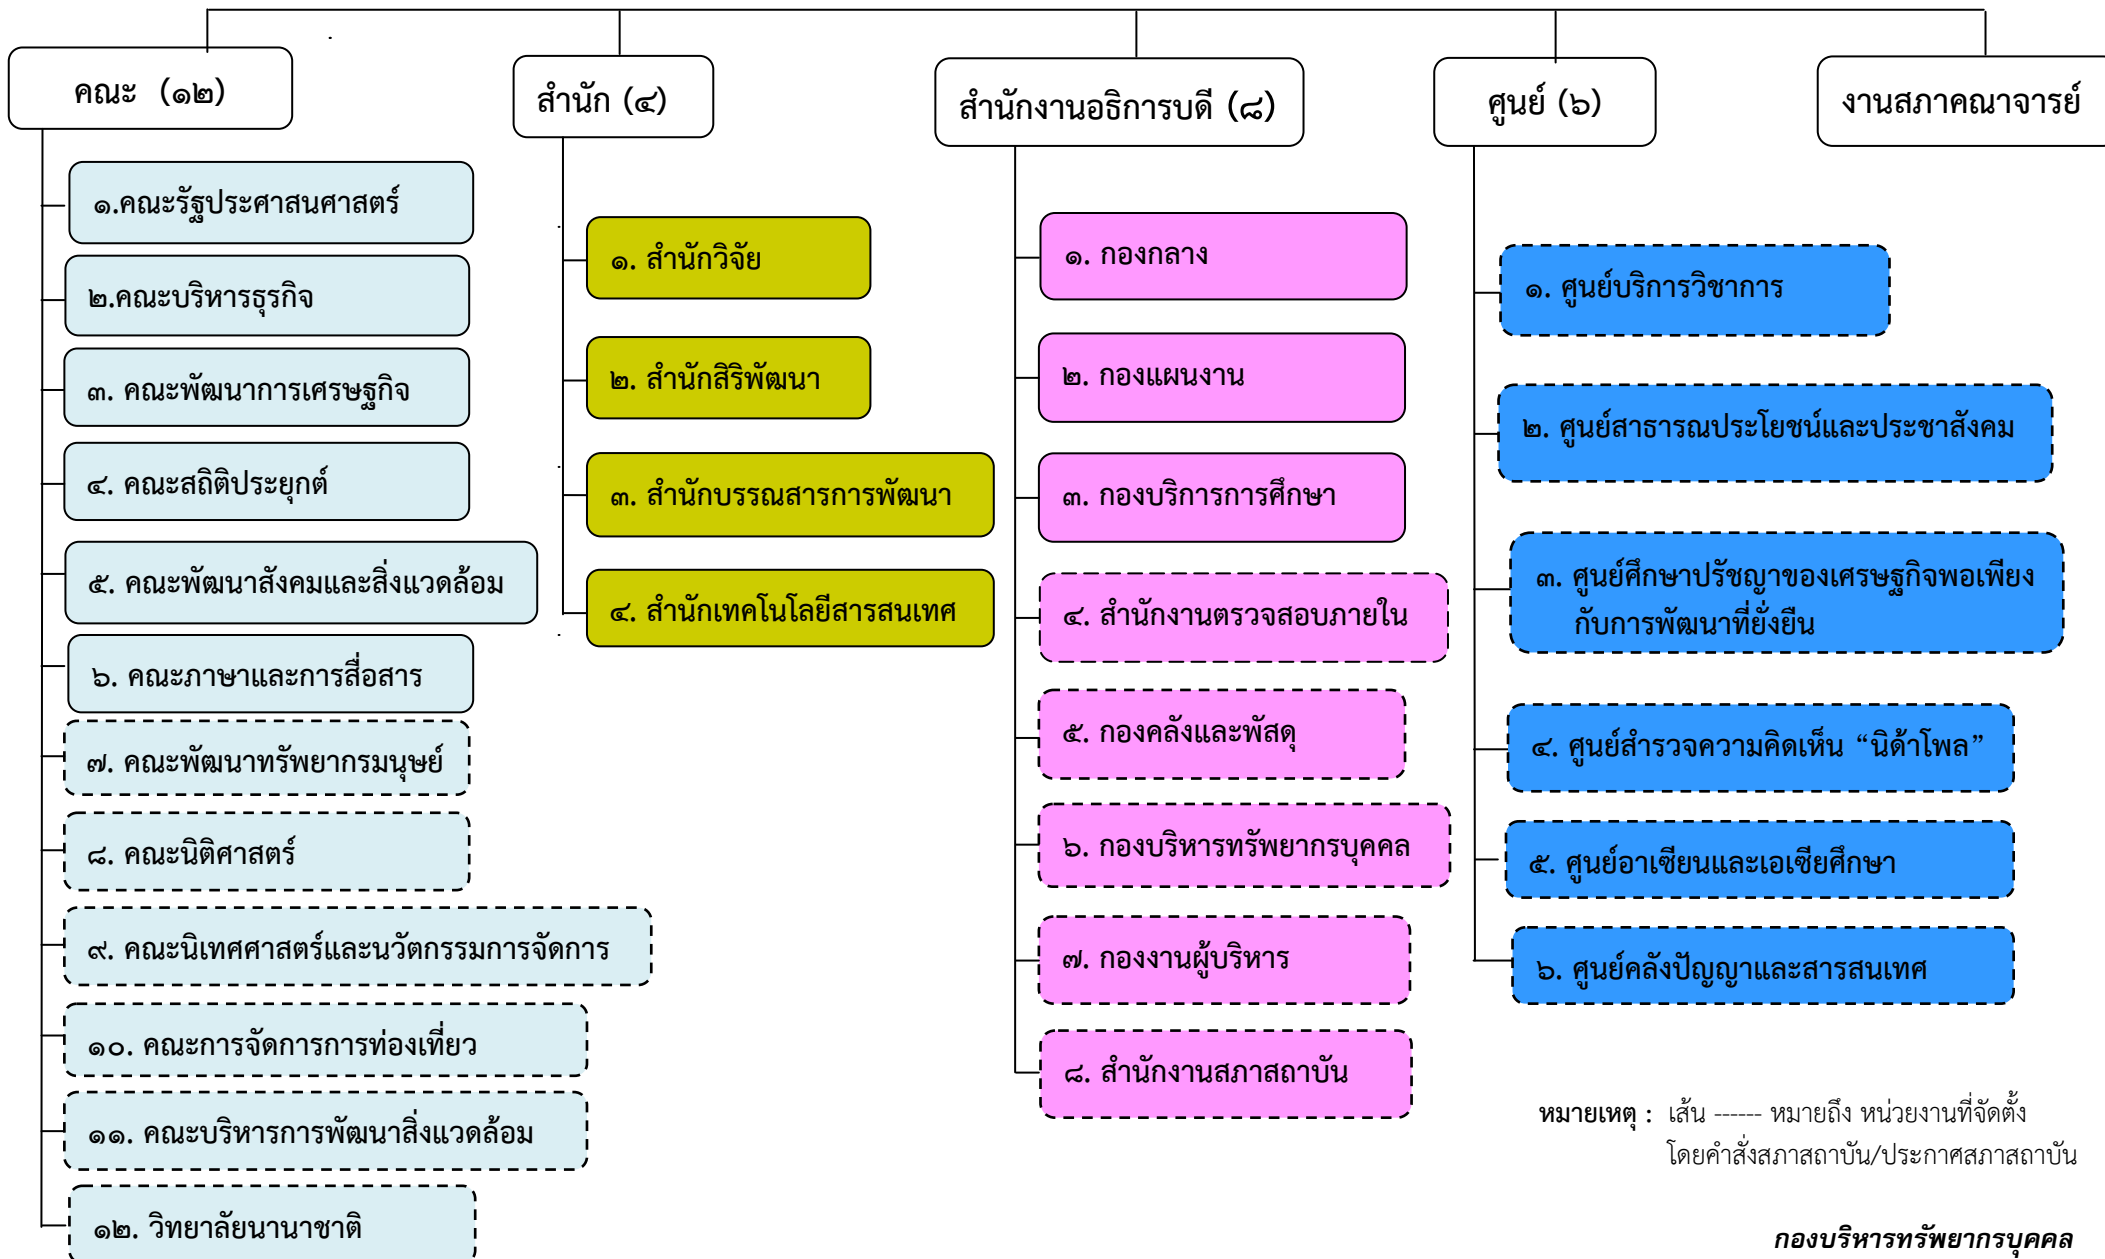 คณะ (๑๒)
๑.คณะรัฐประศาสนศาสตร์
๒.คณะบริหารธุรกิจ
๓. คณะพัฒนาการเศรษฐกิจ
๔. คณะสถิติประยุกต์
๕. คณะพัฒนาสังคมและสิ่งแวดล้อม
๖. คณะภาษาและการสื่อสาร
๗. คณะพัฒนาทรัพยากรมนุษย์
๘. คณะนิติศาสตร์
๙. คณะนิเทศศาสตร์และนวัตกรรมการจัดการ
๑๐. คณะการจัดการการท่องเที่ยว
๑๑. คณะบริหารการพัฒนาสิ่งแวดล้อม
๑๒. วิทยาลัยนานาชาติ
สำนัก (๔)
๑. สำนักวิจัย
๒. สำนักสิริพัฒนา
๓. สำนักบรรณสารการพัฒนา
๔. สำนักเทคโนโลยีสารสนเทศ
สำนักงานอธิการบดี (๘)
๑. กองกลาง
๒. กองแผนงาน
๓. กองบริการการศึกษา
๔. สำนักงานตรวจสอบภายใน
๕. กองคลังและพัสดุ
๖. กองบริหารทรัพยากรบุคคล
๗. กองงานผู้บริหาร
๘. สำนักงานสภาสถาบัน
ศูนย์ (๖)
๑. ศูนย์บริการวิชาการ
๒. ศูนย์สาธารณประโยชน์และประชาสังคม
๓. ศูนย์ศึกษาปรัชญาของเศรษฐกิจพอเพียง
กับการพัฒนาที่ยั่งยืน
๔. ศูนย์สำรวจความคิดเห็น “นิด้าโพล”
๕. ศูนย์อาเซียนและเอเซียศึกษา
๖. ศูนย์คลังปัญญาและสารสนเทศ
งานสภาคณาจารย์
หมายเหตุ : เส้น ------ หมายถึง หน่วยงานที่จัดตั้ง
โดยคำสั่งสภาสถาบัน/ประกาศสภาสถาบัน
กองบริหารทรัพยากรบุคคล